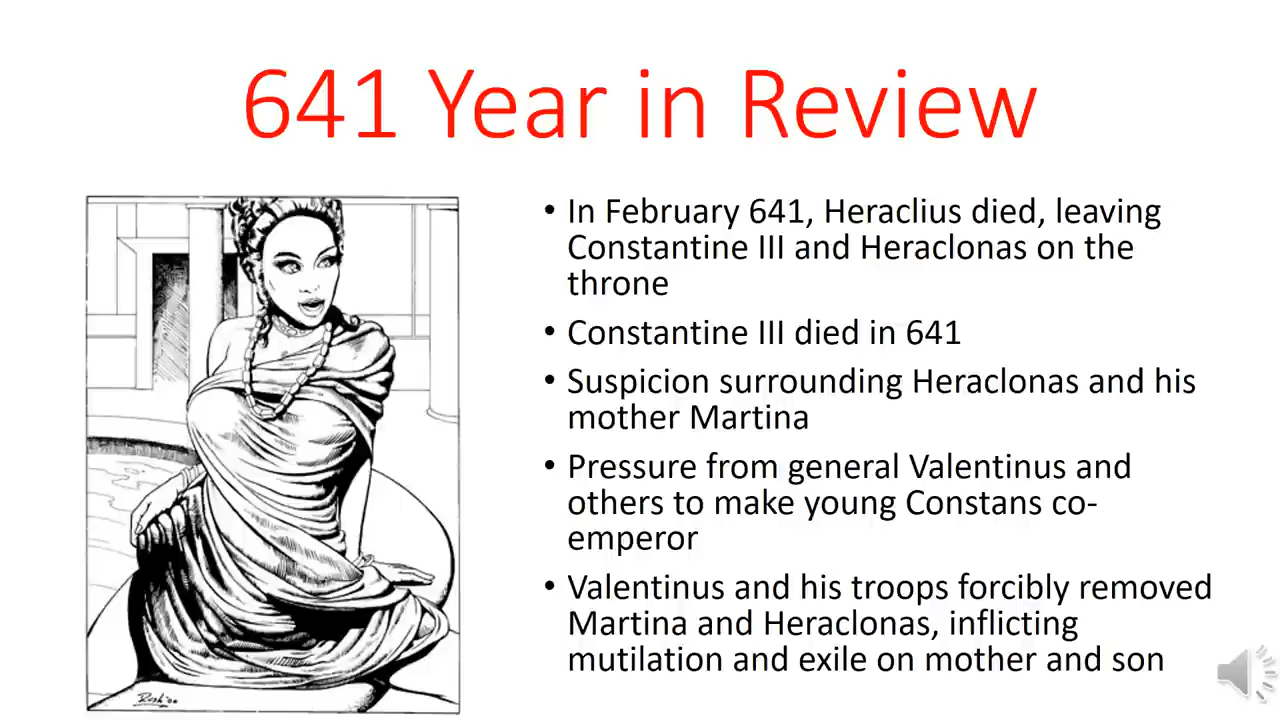 641 Year in Review
• In February 641, Heraclius died, leaving
Constantine III and Heraclonas on the
throne
• Constantine III died in 641
• Suspicion surrounding Heraclonas and his
mother Martina
• Pressure from general Valentinus and
others to make young Constans co-
emperor
• Valentinus and his troops forcibly removed
Martina and Heraclonas, inflicting
mutilation and exile on mother and son